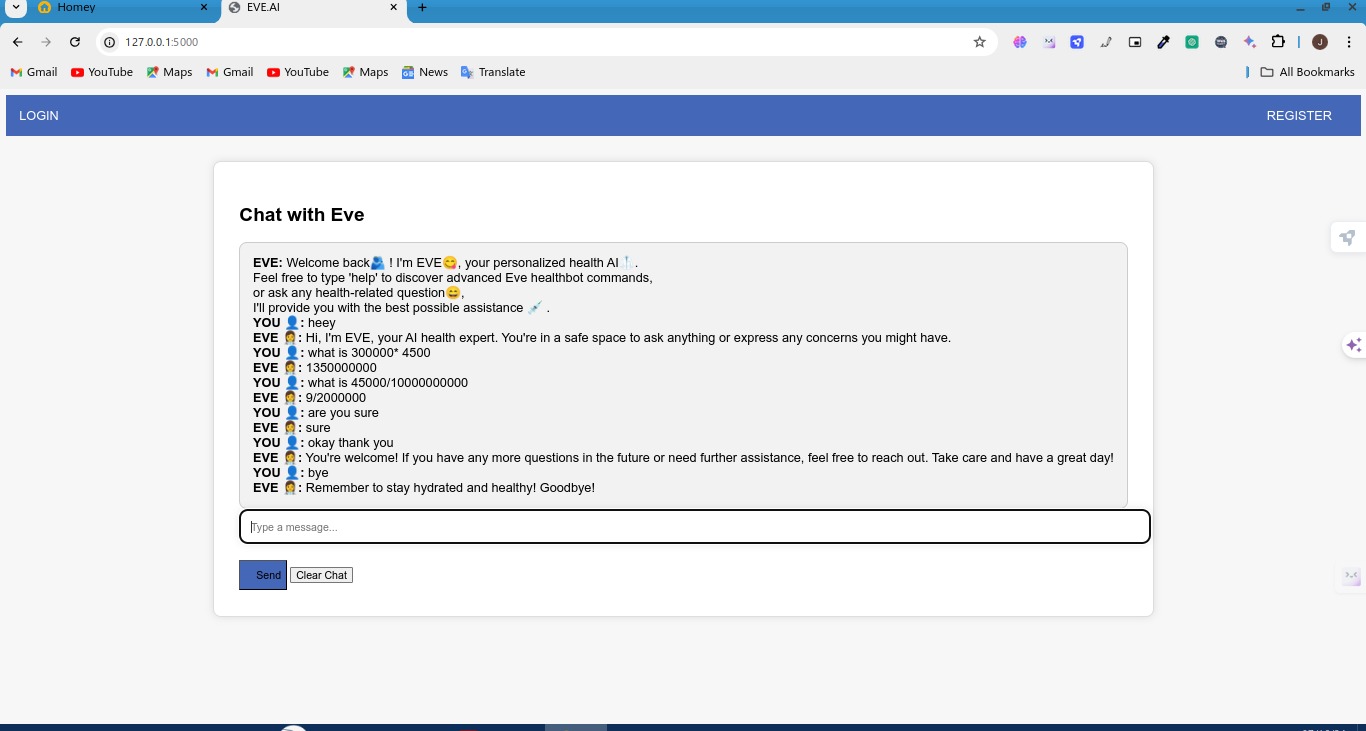 Homey
EVE.AI
127.0.0.1:5000
J
Gmail YouTube Maps Gmail YouTube Maps News Translate All Bookmarks
LOGIN REGISTER
Chat with Eve
EVE: Welcome back🫂 ! I'm EVE😋, your personalized health AI🩺.
Feel free to type 'help' to discover advanced Eve healthbot commands,
or ask any health-related question😄,
I'll provide you with the best possible assistance 💉 .
YOU 👤: heey
EVE 👩‍⚕️: Hi, I'm EVE, your AI health expert. You're in a safe space to ask anything or express any concerns you might have.
YOU 👤: what is 300000* 4500
EVE 👩‍⚕️: 1350000000
YOU 👤: what is 45000/10000000000
EVE 👩‍⚕️: 9/2000000
YOU 👤: are you sure
EVE 👩‍⚕️: sure
YOU 👤: okay thank you
EVE 👩‍⚕️: You're welcome! If you have any more questions in the future or need further assistance, feel free to reach out. Take care and have a great day!
YOU 👤: bye
EVE 👩‍⚕️: Remember to stay hydrated and healthy! Goodbye!
Type a message...
Send Clear Chat